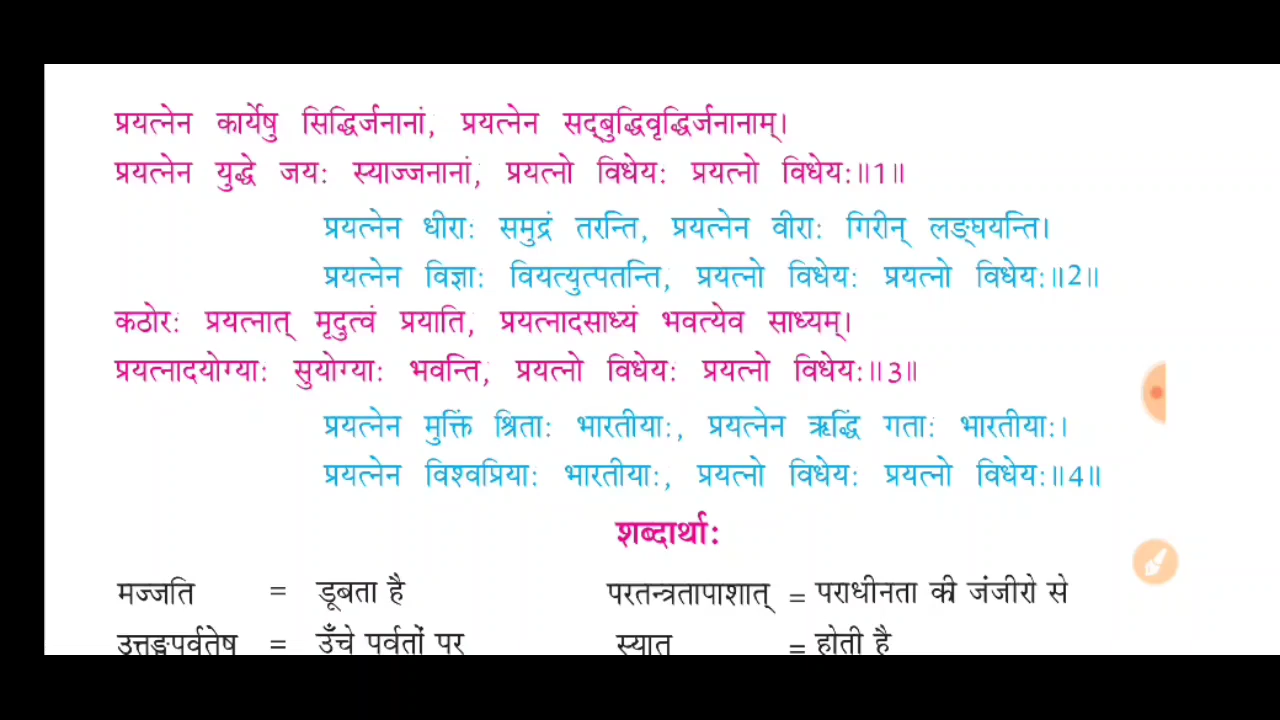 प्रयत्नेन कार्येषु सिद्धिर्जनानां, प्रयत्नेन सद्बुद्धिवृद्धिर्जनानाम्।
प्रयत्नेन युद्धे जयः स्याज्जनानां, प्रयत्नो विधेयः प्रयत्नो विधेयः॥1॥
प्रयत्नेन धीराः समुद्रं तरन्ति, प्रयत्नेन वीराः गिरीन् लङ्घयन्ति।
प्रयत्नेन विज्ञाः वियत्युत्पतन्ति, प्रयत्नो विधेयः प्रयत्नो विधेयः॥2॥
कठोरः प्रयत्नात् मृदुत्वं प्रयाति, प्रयत्नादसाध्यं भवत्येव साध्यम्।
प्रयत्नादयोग्याः सुयोग्याः भवन्ति, प्रयत्नो विधेयः प्रयत्नो विधेयः॥3॥
प्रयत्नेन मुक्तिं श्रिताः भारतीयाः, प्रयत्नेन ऋद्धिं गताः भारतीयाः।
प्रयत्नेन विश्वप्रियाः भारतीयाः, प्रयत्नो विधेयः प्रयत्नो विधेयः॥4॥
शब्दार्थाः
मज्जति = डूबता है परतन्त्रतापाशात् = पराधीनता की जंजीरो से
उत्तुङ्गपर्वतेषु = उँचे पर्वतों पर स्यात् = होती है